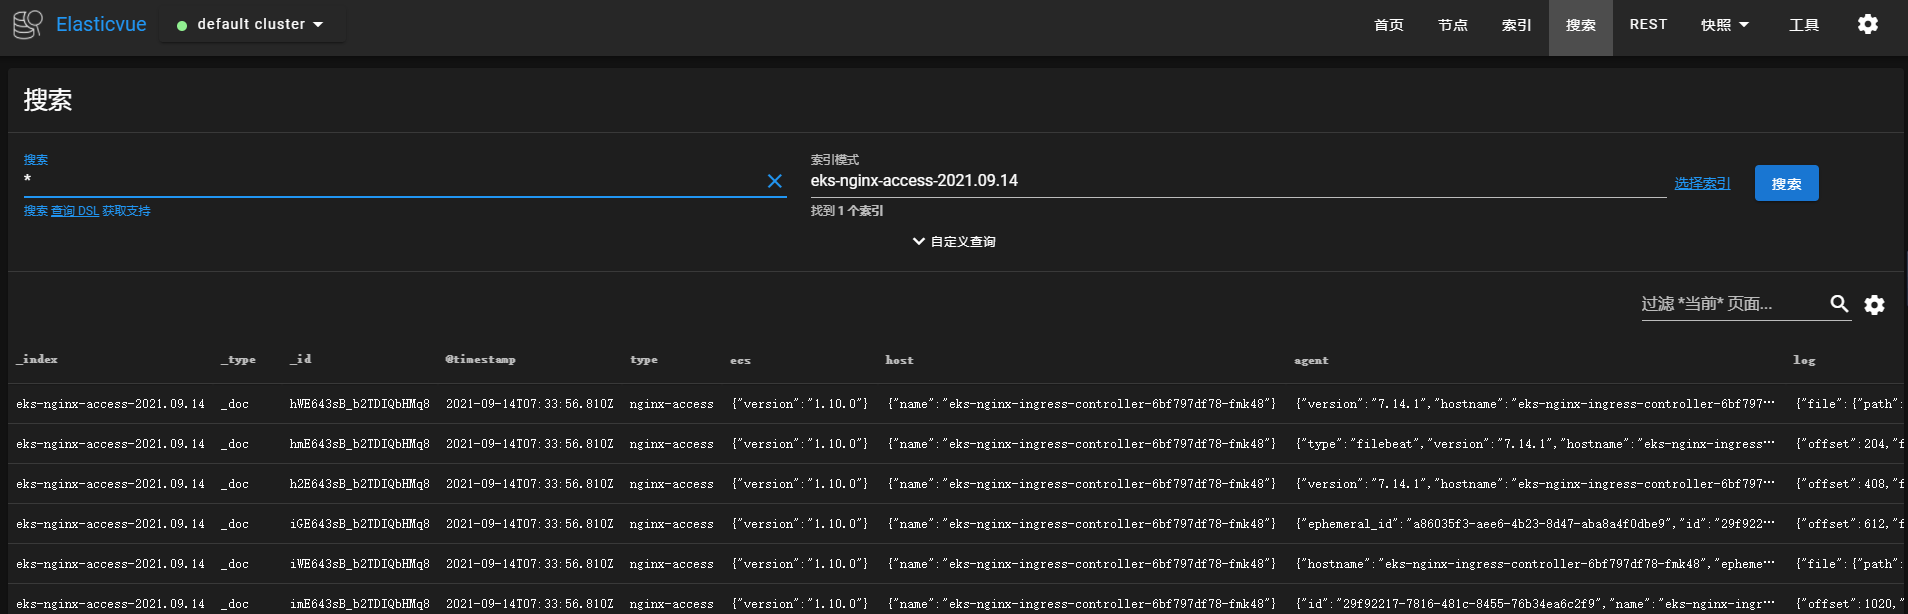 Elasticvue default cluster 首页 节点 索引 搜索 REST 快照 工具
搜索
搜索 索引模式
* eks-nginx-access-2021.09.14 选择索引 搜索
搜索 查询 DSL 获取支持 找到 1 个索引
自定义查询
过滤 *当前* 页面...
_index _type _id @timestamp type ecs host agent log
eks-nginx-access-2021.09.14 _doc hWE643sB_b2TDIQbHMq8 2021-09-14T07:33:56.810Z nginx-access {"version":"1.10.0"} {"name":"eks-nginx-ingress-controller-6bf797df78-fmk48"} {"version":"7.14.1","hostname":"eks-nginx-ingress-controller-6bf797··· {"file":{"path":
eks-nginx-access-2021.09.14 _doc hmE643sB_b2TDIQbHMq8 2021-09-14T07:33:56.810Z nginx-access {"version":"1.10.0"} {"name":"eks-nginx-ingress-controller-6bf797df78-fmk48"} {"type":"filebeat","version":"7.14.1","hostname":"eks-nginx-ingress··· {"offset":204,"f
eks-nginx-access-2021.09.14 _doc h2E643sB_b2TDIQbHMq8 2021-09-14T07:33:56.810Z nginx-access {"version":"1.10.0"} {"name":"eks-nginx-ingress-controller-6bf797df78-fmk48"} {"version":"7.14.1","hostname":"eks-nginx-ingress-controller-6bf797··· {"offset":408,"f
eks-nginx-access-2021.09.14 _doc iGE643sB_b2TDIQbHMq8 2021-09-14T07:33:56.810Z nginx-access {"version":"1.10.0"} {"name":"eks-nginx-ingress-controller-6bf797df78-fmk48"} {"ephemeral_id":"a86035f3-aee6-4b23-8d47-aba8a4f0dbe9","id":"29f922··· {"offset":612,"f
eks-nginx-access-2021.09.14 _doc iWE643sB_b2TDIQbHMq8 2021-09-14T07:33:56.810Z nginx-access {"version":"1.10.0"} {"name":"eks-nginx-ingress-controller-6bf797df78-fmk48"} {"hostname":"eks-nginx-ingress-controller-6bf797df78-fmk48","epheme··· {"file":{"path":
eks-nginx-access-2021.09.14 _doc imE643sB_b2TDIQbHMq8 2021-09-14T07:33:56.810Z nginx-access {"version":"1.10.0"} {"name":"eks-nginx-ingress-controller-6bf797df78-fmk48"} {"id":"29f92217-7816-481c-8455-76b34ea6c2f9","name":"eks-nginx-ingr··· {"offset":1020,"